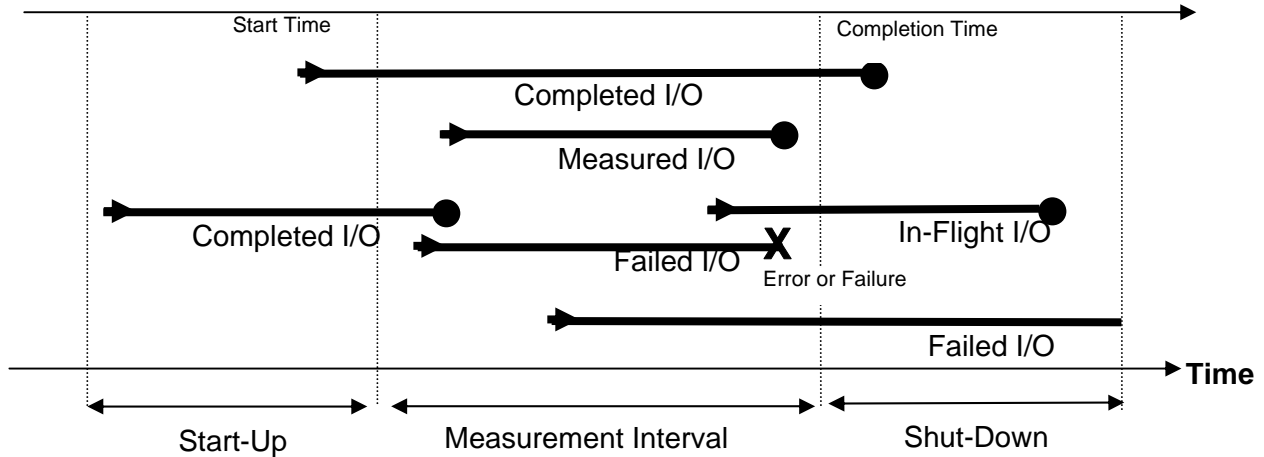 Start Time
Completion Time
Completed I/O
Measured I/O
Completed I/O
In-Flight I/O
Failed I/O
X
Error or Failure
Failed I/O
Time
Start-Up
Measurement Interval
Shut-Down